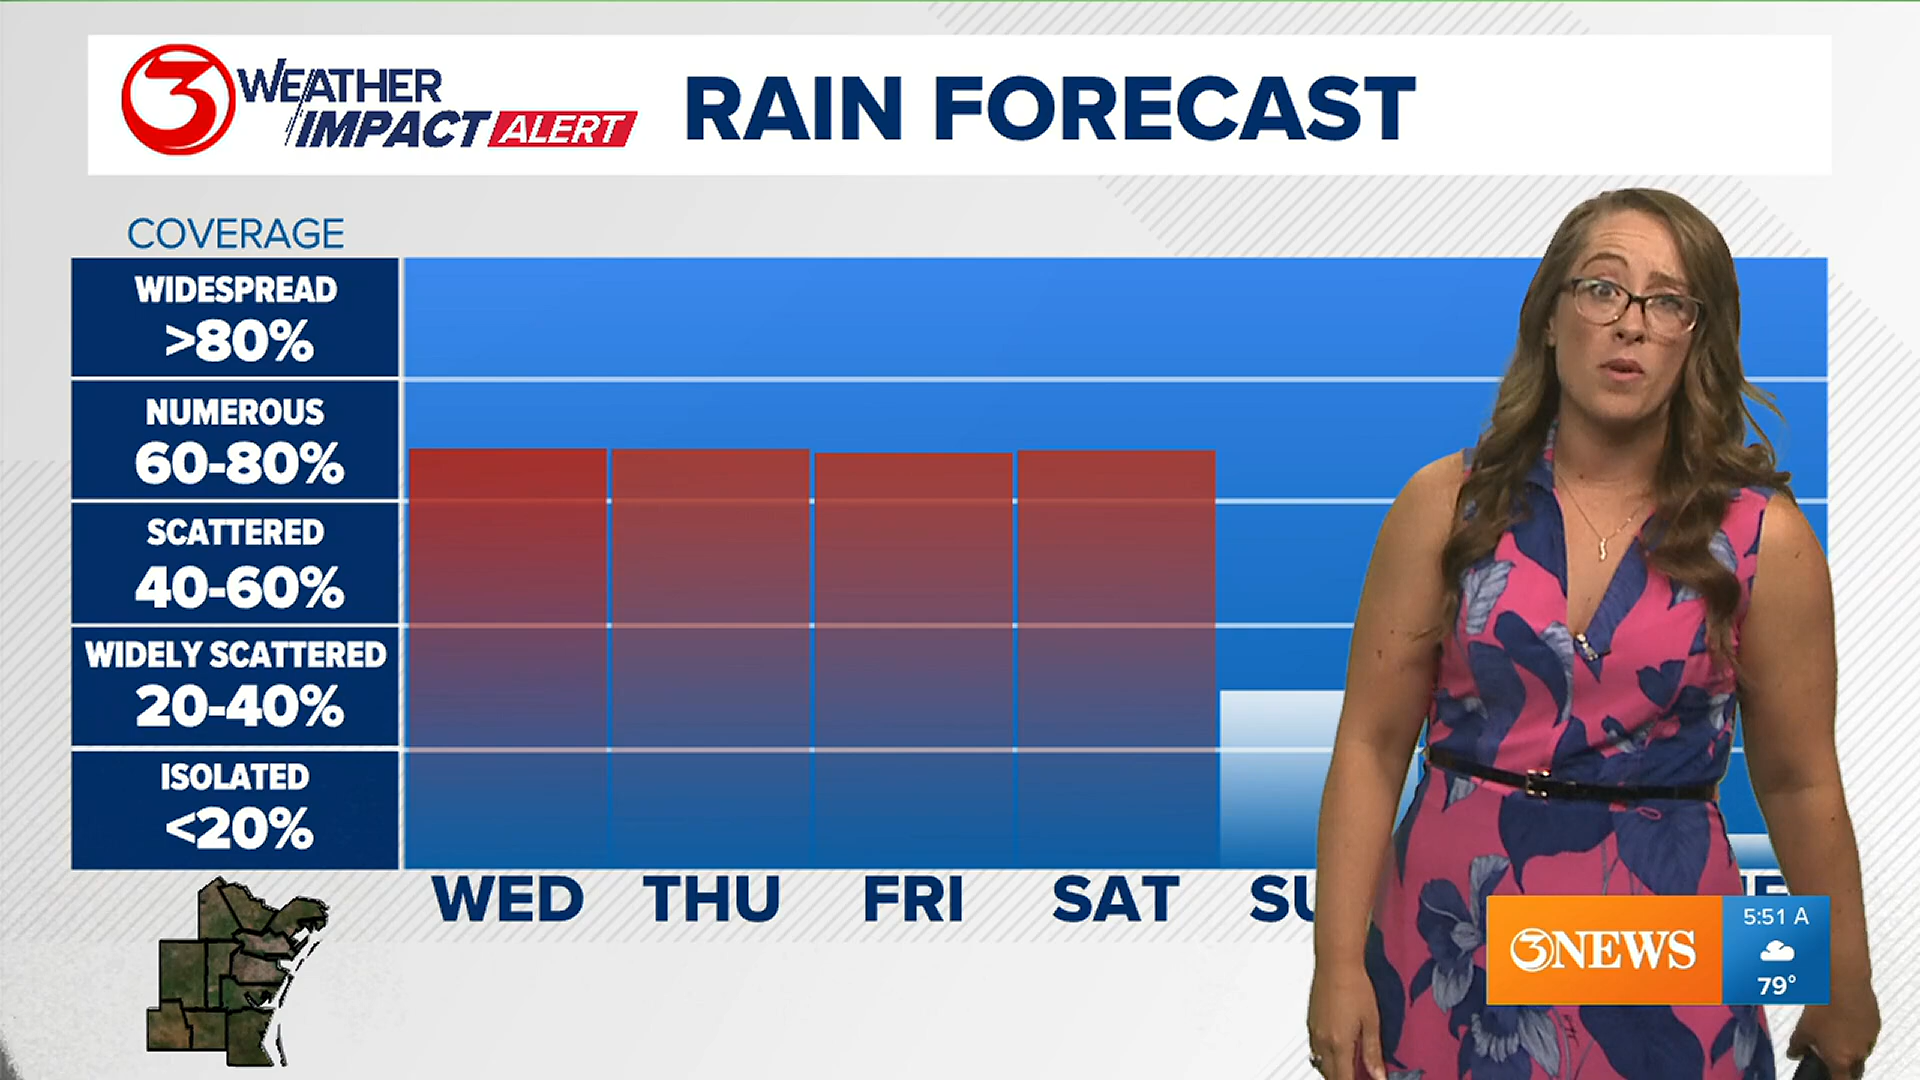 3 WEATHER IMPACT ALERT
RAIN FORECAST
COVERAGE
WIDESPREAD
>80%
NUMEROUS
60-80%
SCATTERED
40-60%
WIDELY SCATTERED
20-40%
ISOLATED
<20%
WED THU FRI SAT
3NEWS
5:51 A
79°